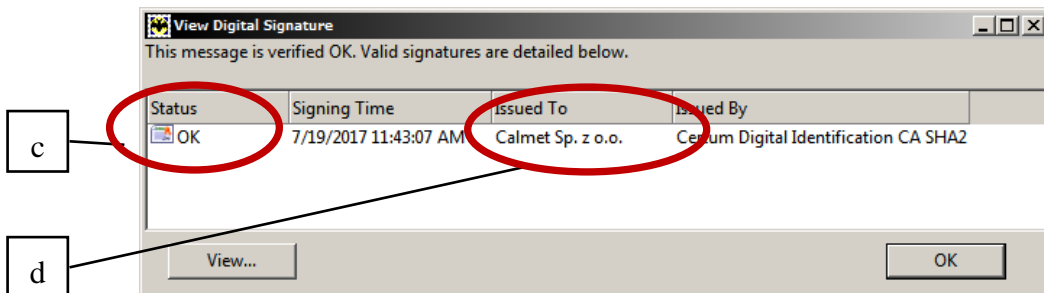 View Digital Signature
This message is verified OK. Valid signatures are detailed below.
Status Signing Time Issued To Issued By
c
OK 7/19/2017 11:43:07 AM Calmet Sp. z o.o. Certum Digital Identification CA SHA2
d
View... OK